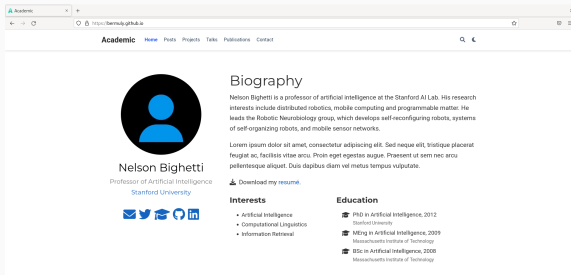 Academic
https://bermuly.github.io
Academic Home Posts Projects Talks Publications Contact
Biography
Nelson Bighetti is a professor of artificial intelligence at the Stanford AI Lab. His research
interests include distributed robotics, mobile computing and programmable matter. He
leads the Robotic Neurobiology group, which develops self-reconfiguring robots, systems
of self-organizing robots, and mobile sensor networks.
Lorem ipsum dolor sit amet, consectetur adipiscing elit. Sed neque elit, tristique placerat
feugiat ac, facilisis vitae arcu. Proin eget egestas augue. Praesent ut sem nec arcu
pellentesque aliquet. Duis dapibus diam vel metus tempus vulputate.
Download my resumé.
Nelson Bighetti
Professor of Artificial Intelligence
Stanford University
Interests
Artificial Intelligence
Computational Linguistics
Information Retrieval
Education
PhD in Artificial Intelligence, 2012
Stanford University
MEng in Artificial Intelligence, 2009
Massachusetts Institute of Technology
BSc in Artificial Intelligence, 2008
Massachusetts Institute of Technology